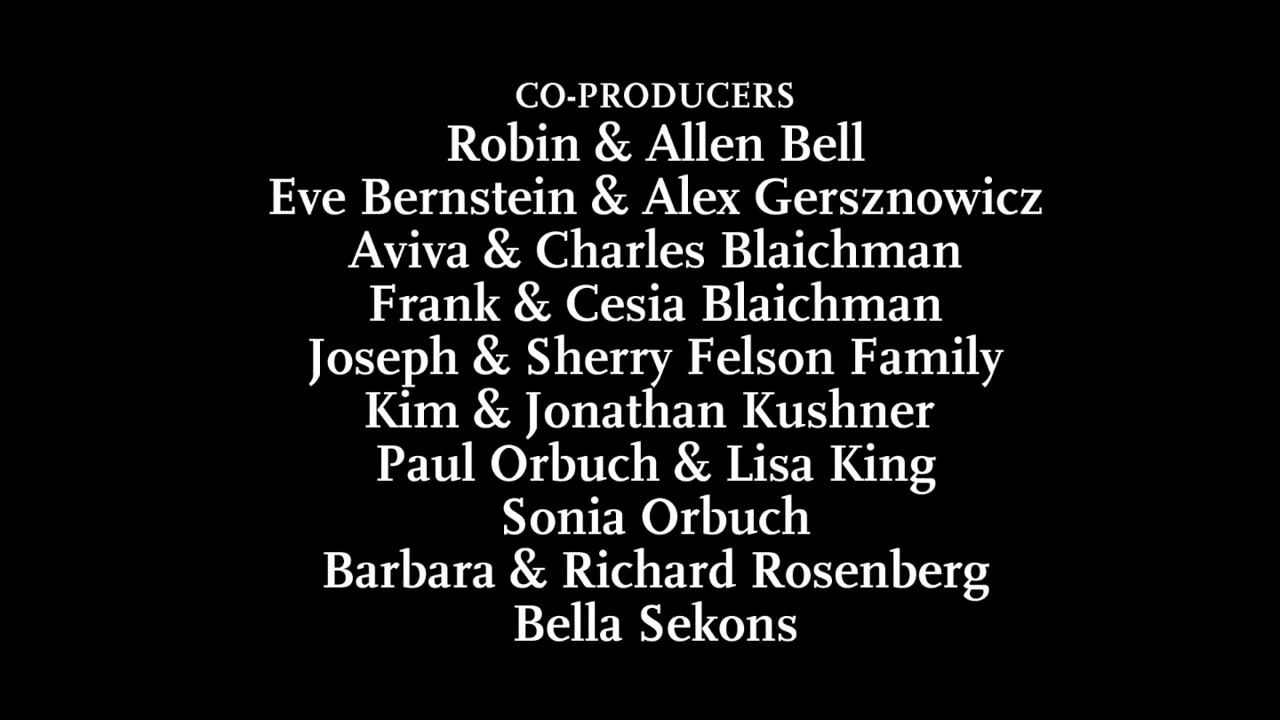 CO-PRODUCERS
Robin & Allen Bell
Eve Bernstein & Alex Gersznowicz
Aviva & Charles Blaichman
Frank & Cesia Blaichman
Joseph & Sherry Felson Family
Kim & Jonathan Kushner
Paul Orbuch & Lisa King
Sonia Orbuch
Barbara & Richard Rosenberg
Bella Sekons